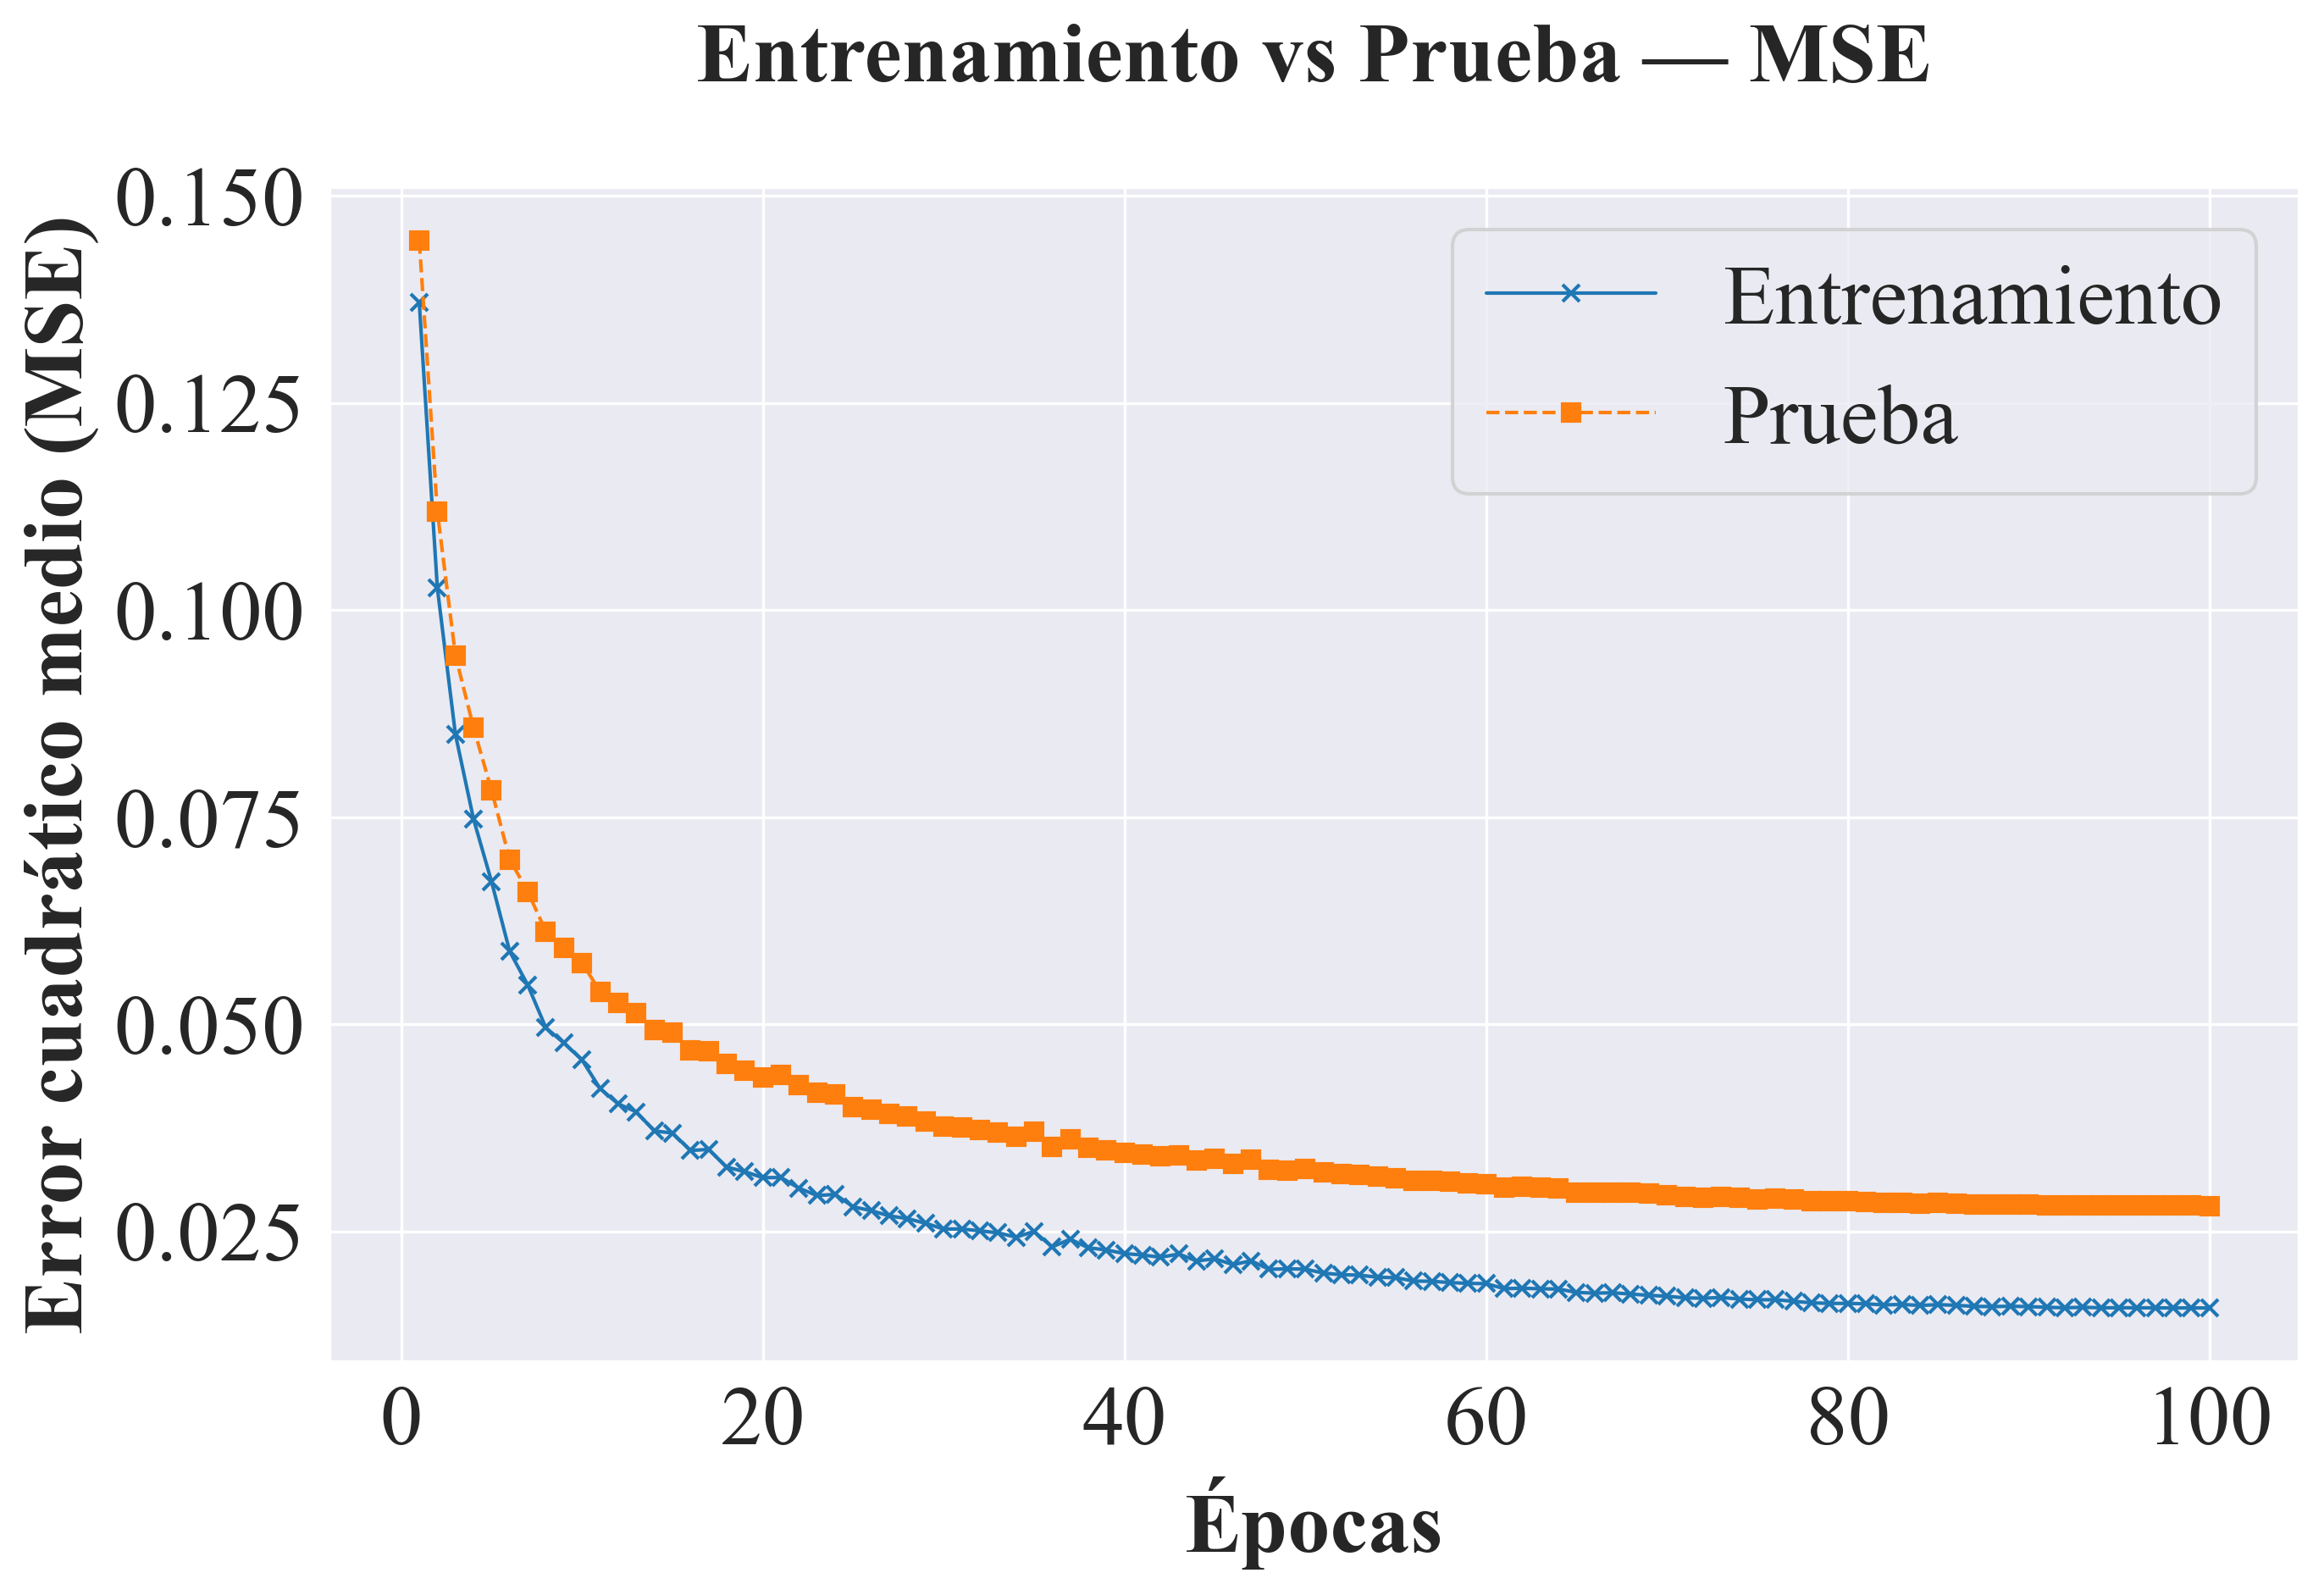 Entrenamiento vs Prueba — MSE
Error cuadrático medio (MSE)
0.150
0.125
0.100
0.075
0.050
0.025
Entrenamiento
Prueba
0 20 40 60 80 100
Épocas